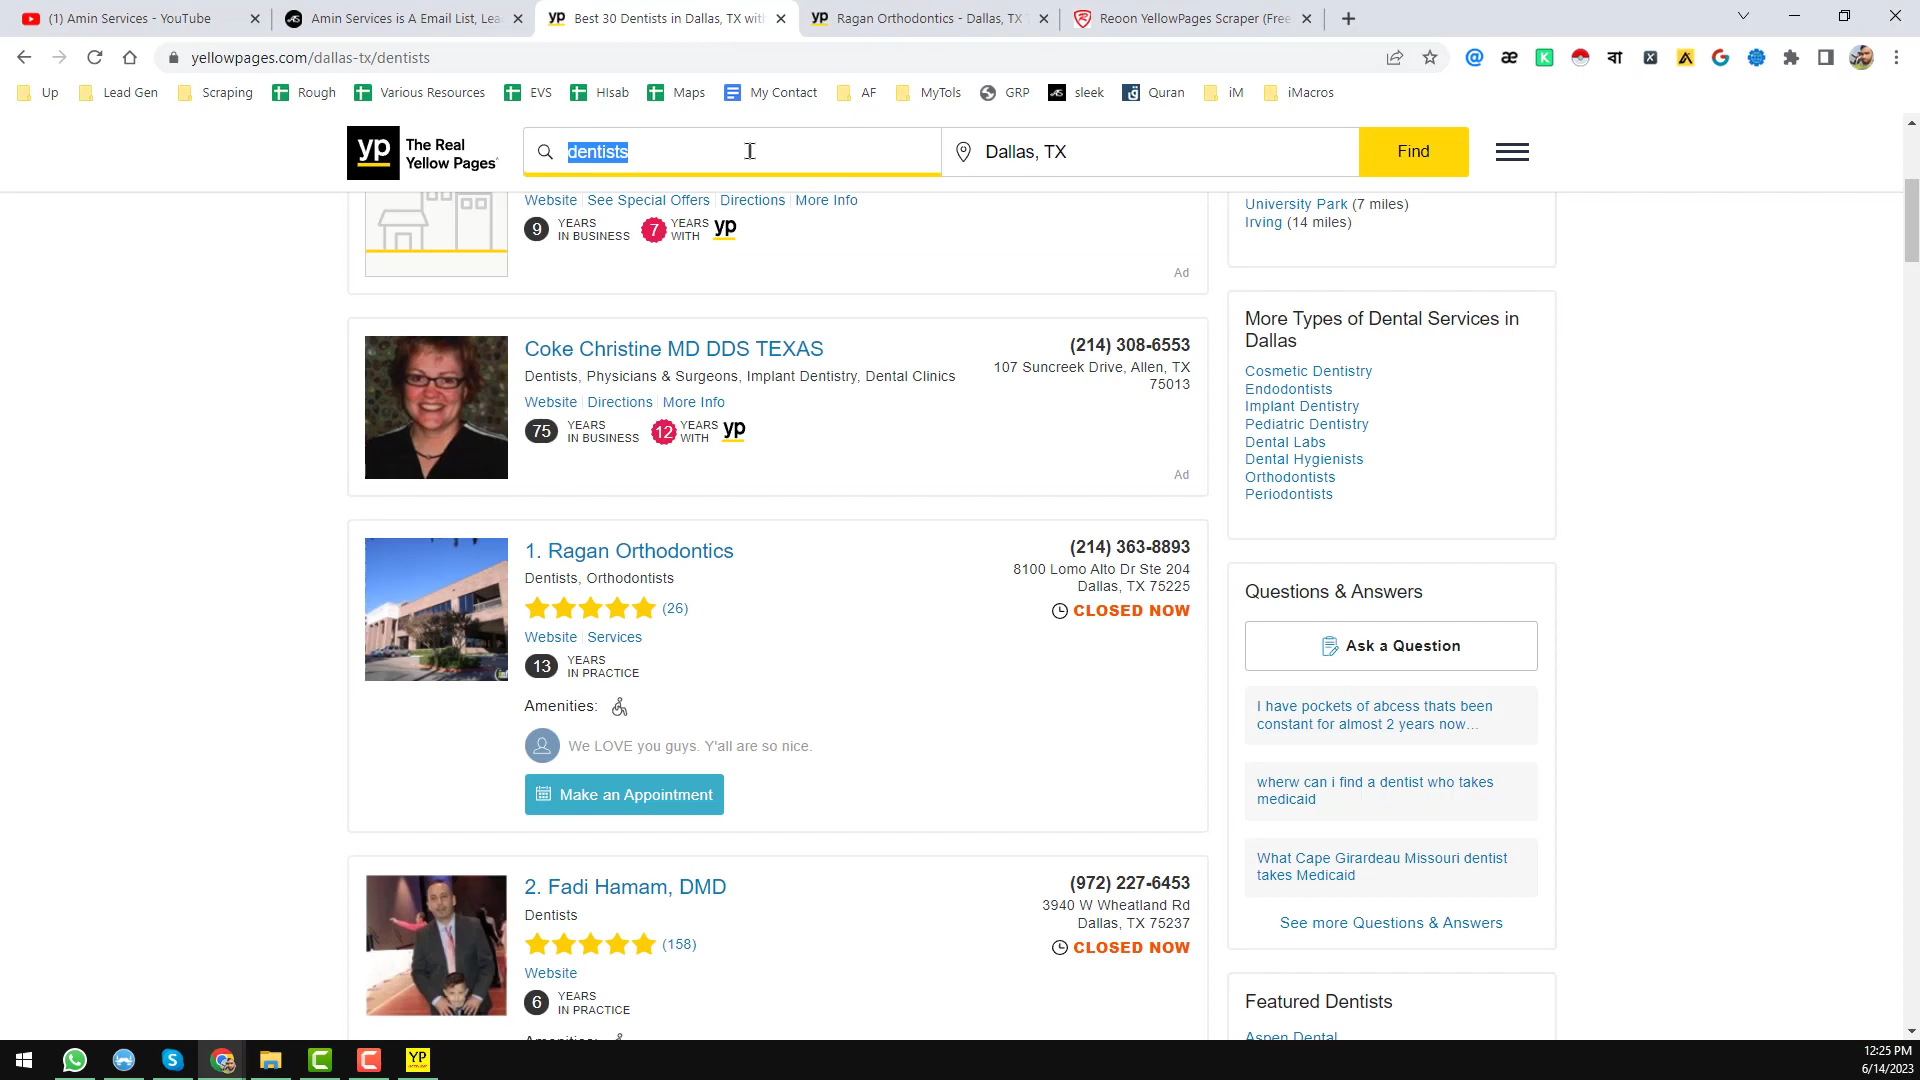 (1) Amin Services - YouTube
Amin Services is A Email List, Lea
Best 30 Dentists in Dallas, TX with
Ragan Orthodontics - Dallas, TX
Reoon YellowPages Scraper (Free
yellowpages.com/dallas-tx/dentists
Up
Lead Gen
Scraping
Rough
Various Resources
EVS
HIsab
Maps
My Contact
AF
MyTols
GRP
sleek
Quran
iM
iMacros
yp The Real Yellow Pages
dentists
Dallas, TX
Find
Website See Special Offers Directions More Info
9 YEARS IN BUSINESS 7 YEARS WITH yp
Ad
Coke Christine MD DDS TEXAS
Dentists, Physicians & Surgeons, Implant Dentistry, Dental Clinics
Website Directions More Info
75 YEARS IN BUSINESS 12 YEARS WITH yp
(214) 308-6553
107 Suncreek Drive, Allen, TX
75013
Ad
1. Ragan Orthodontics
Dentists, Orthodontists
(26)
Website Services
13 YEARS IN PRACTICE
Amenities:
We LOVE you guys. Y'all are so nice.
Make an Appointment
(214) 363-8893
8100 Lomo Alto Dr Ste 204
Dallas, TX 75225
CLOSED NOW
2. Fadi Hamam, DMD
Dentists
(158)
Website
6 YEARS IN PRACTICE
(972) 227-6453
3940 W Wheatland Rd
Dallas, TX 75237
CLOSED NOW
University Park (7 miles)
Irving (14 miles)
More Types of Dental Services in
Dallas
Cosmetic Dentistry
Endodontists
Implant Dentistry
Pediatric Dentistry
Dental Labs
Dental Hygienists
Orthodontists
Periodontists
Questions & Answers
Ask a Question
I have pockets of abcess thats been
constant for almost 2 years now...
wherw can i find a dentist who takes
medicaid
What Cape Girardeau Missouri dentist
takes Medicaid
See more Questions & Answers
Featured Dentists
Aspen Dental
12:25 PM
6/14/2023